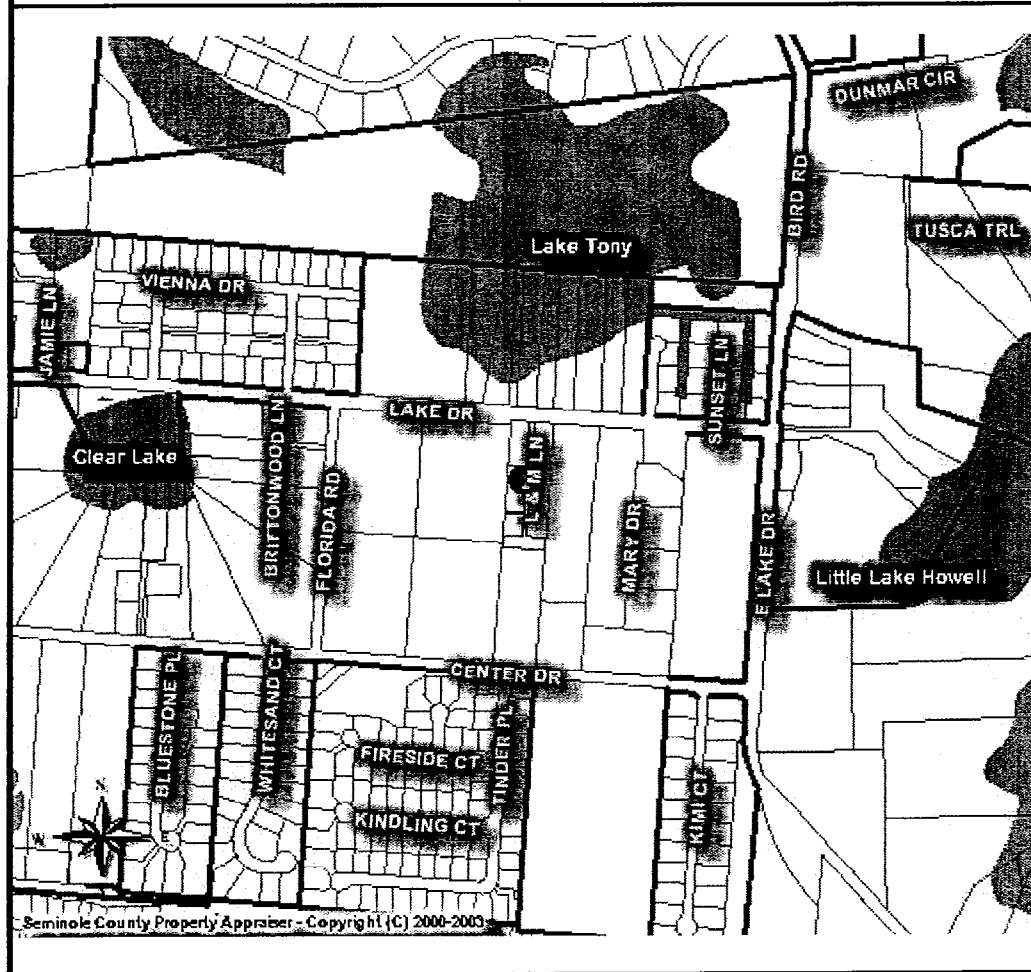 DUNMAR CIR
BIRD RD
TUSCA TRL
Lake Tony
VIENNA DR
JAMIE LN
SUNSET LN
LAKE DR
Clear Lake
BRITTONWOOD LN
FLORIDA RD
L & M LN
MARY DR
E LAKE DR
Little Lake Howell
CENTER DR
BLUESTONE PL
WHITESAND CT
FIRESIDE CT
TINDER PL
KINDLING CT
KIMI CT
N
W
Seminole County Property Appraiser - Copyright (C) 2000-2003